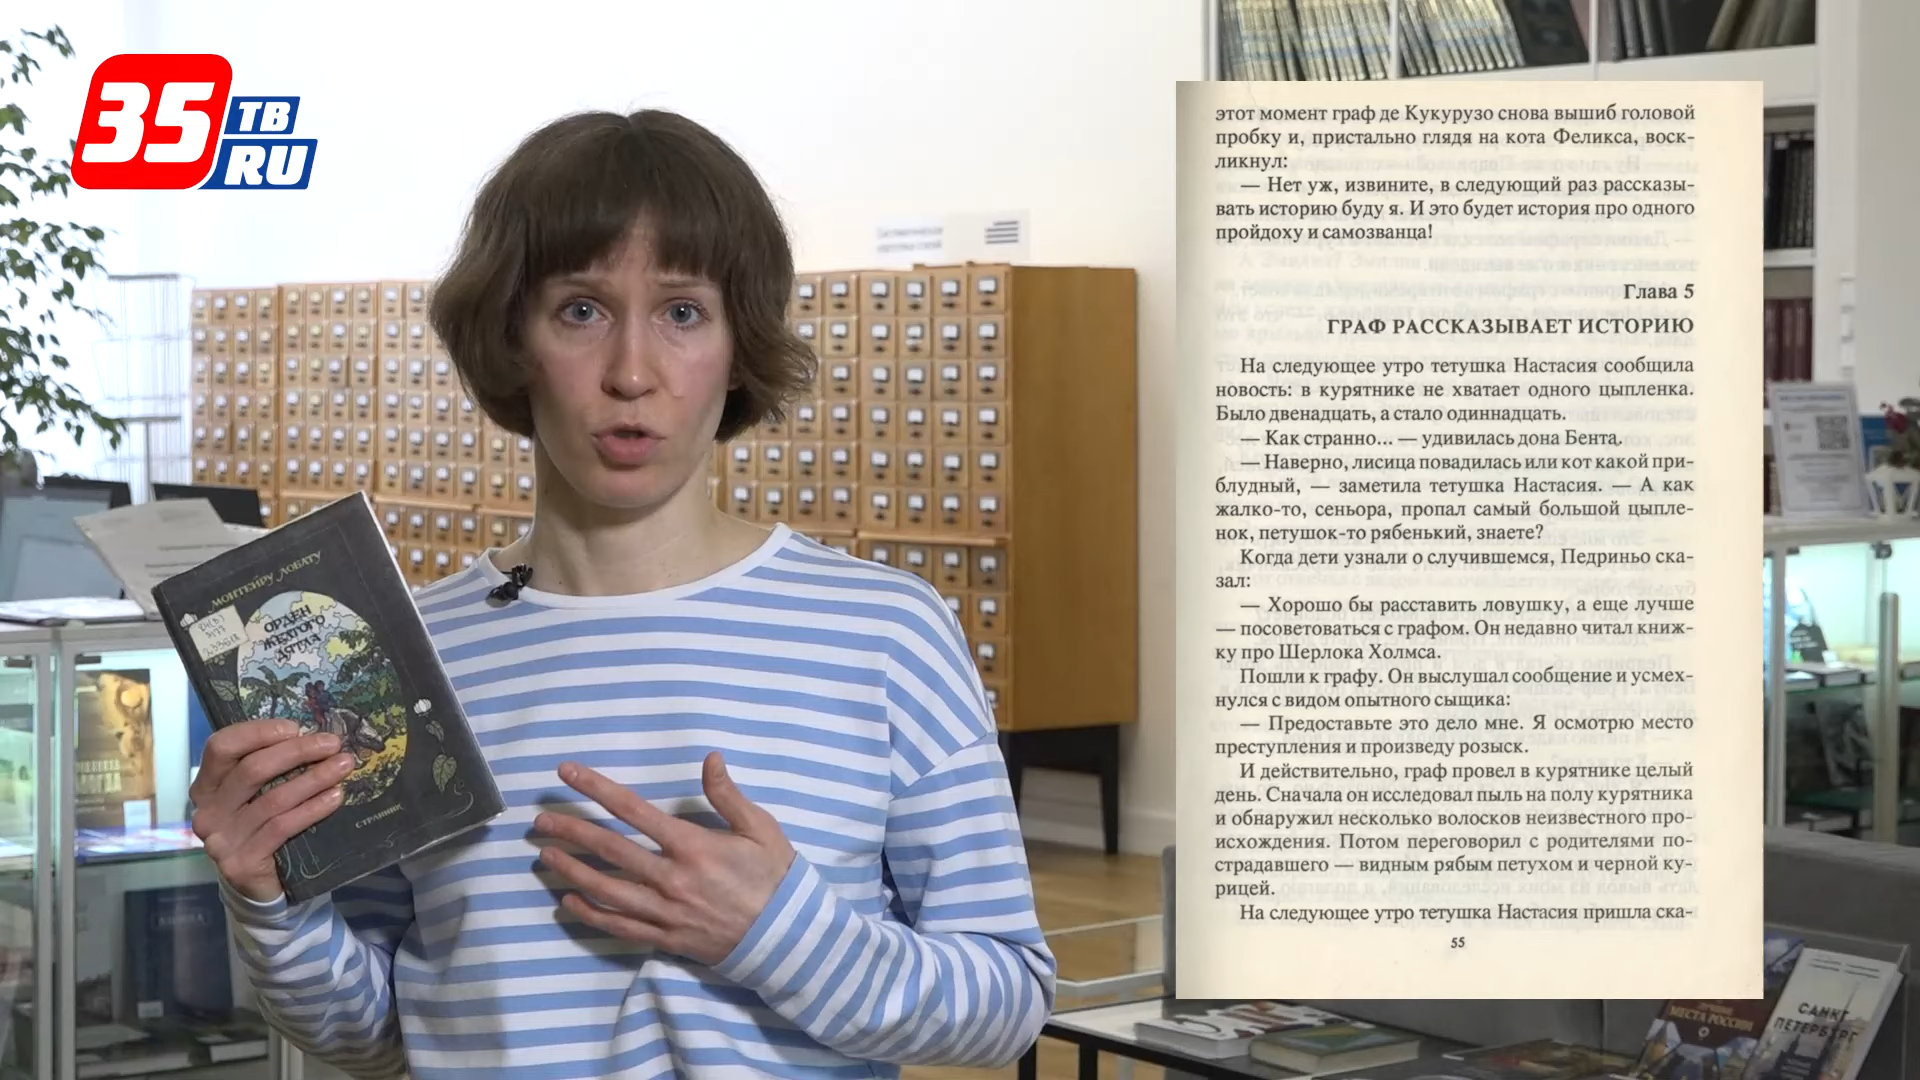 35
ТВ
RU
МОНТЕЙРУ ЛОБАТУ
ОРДЕН
ЖЕЛТОГО
ДЯТЛА
СТРАННИК
этот момент граф де Кукурузо снова вышиб головой
пробку и, пристально глядя на кота Феликса, воск-
ликнул:
— Нет уж, извините, в следующий раз рассказы-
вать историю буду я. И это будет история про одного
пройдоху и самозванца!
Глава 5
ГРАФ РАССКАЗЫВАЕТ ИСТОРИЮ
На следующее утро тетушка Настасия сообщила
новость: в курятнике не хватает одного цыпленка.
Было двенадцать, а стало одиннадцать.
— Как странно... — удивилась дона Бента.
— Наверно, лисица повадилась или кот какой при-
блудный, — заметила тетушка Настасия. — А как
жалко-то, сеньора, пропал самый большой цыпле-
нок, петушок-то рябенький, знаете?
Когда дети узнали о случившемся, Педриньо ска-
зал:
— Хорошо бы расставить ловушку, а еще лучше
— посоветоваться с графом. Он недавно читал книж-
ку про Шерлока Холмса.
Пошли к графу. Он выслушал сообщение и усмех-
нулся с видом опытного сыщика:
— Предоставьте это дело мне. Я осмотрю место
преступления и произведу розыск.
И действительно, граф провел в курятнике целый
день. Сначала он исследовал пыль на полу курятника
и обнаружил несколько волосков неизвестного про-
исхождения. Потом переговорил с родителями по-
страдавшего — видным рябым петухом и черной ку-
рицей.
На следующее утро тетушка Настасия пришла ска-
55
МЕСТА РОССИИ
САНКТ
ПЕТЕРБУРГ